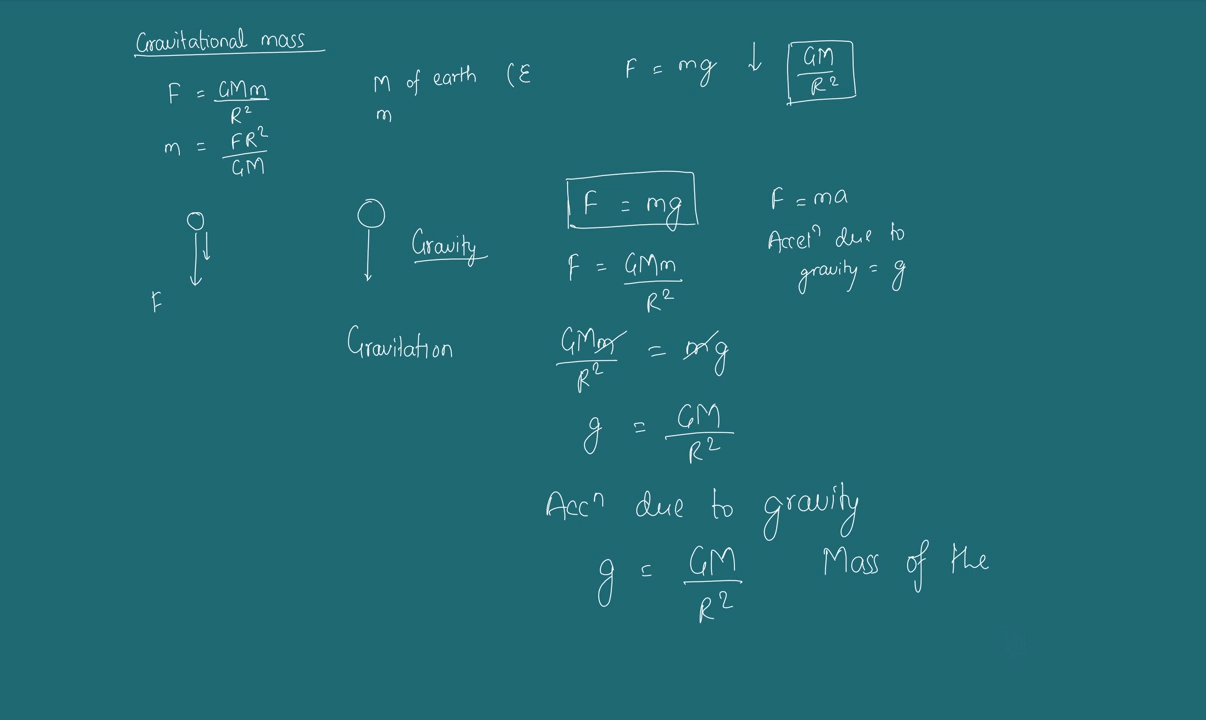 Gravitational mass
F = GMm/R²
m = FR²/GM
F
M of earth (E
m
Gravity
Gravitation
F = mg ↓ GM/R²
F = mg
F = GMm/R²
GMm/R² = mg
g = GM/R²
F = ma
Accelⁿ due to
gravity = g
Accⁿ due to gravity
g = GM/R² Mass of the